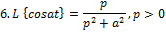 6. L {cosat} = p / (p² + a²), p > 0